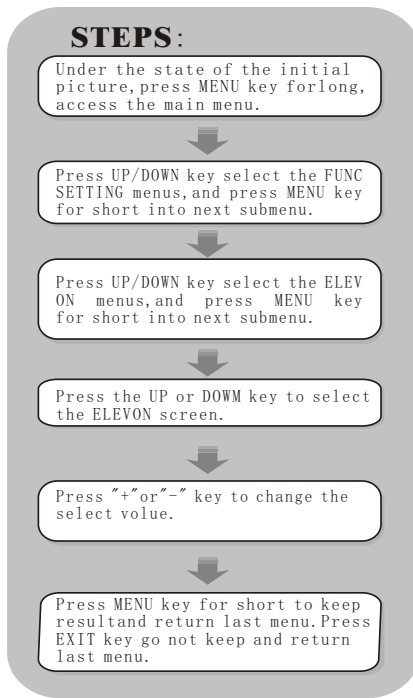 STEPS:
Under the state of the initial
picture, press MENU key forlong,
access the main menu.
Press UP/DOWN key select the FUNC
SETTING menus, and press MENU key
for short into next submenu.
Press UP/DOWN key select the ELEV
ON menus, and press MENU key
for short into next submenu.
Press the UP or DOWM key to select
the ELEVON screen.
Press "+"or"-" key to change the
select volue.
Press MENU key for short to keep
resultand return last menu. Press
EXIT key go not keep and return
last menu.